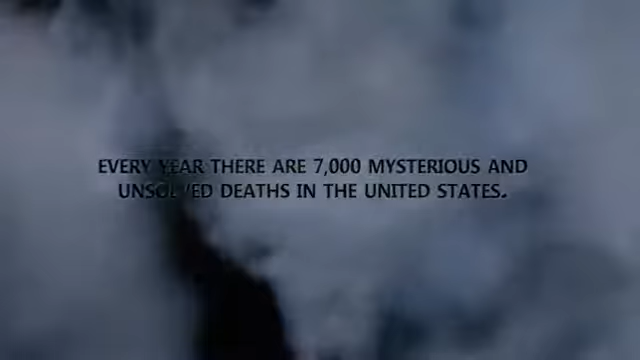 EVERY YEAR THERE ARE 7,000 MYSTERIOUS AND
UNSOLVED DEATHS IN THE UNITED STATES.